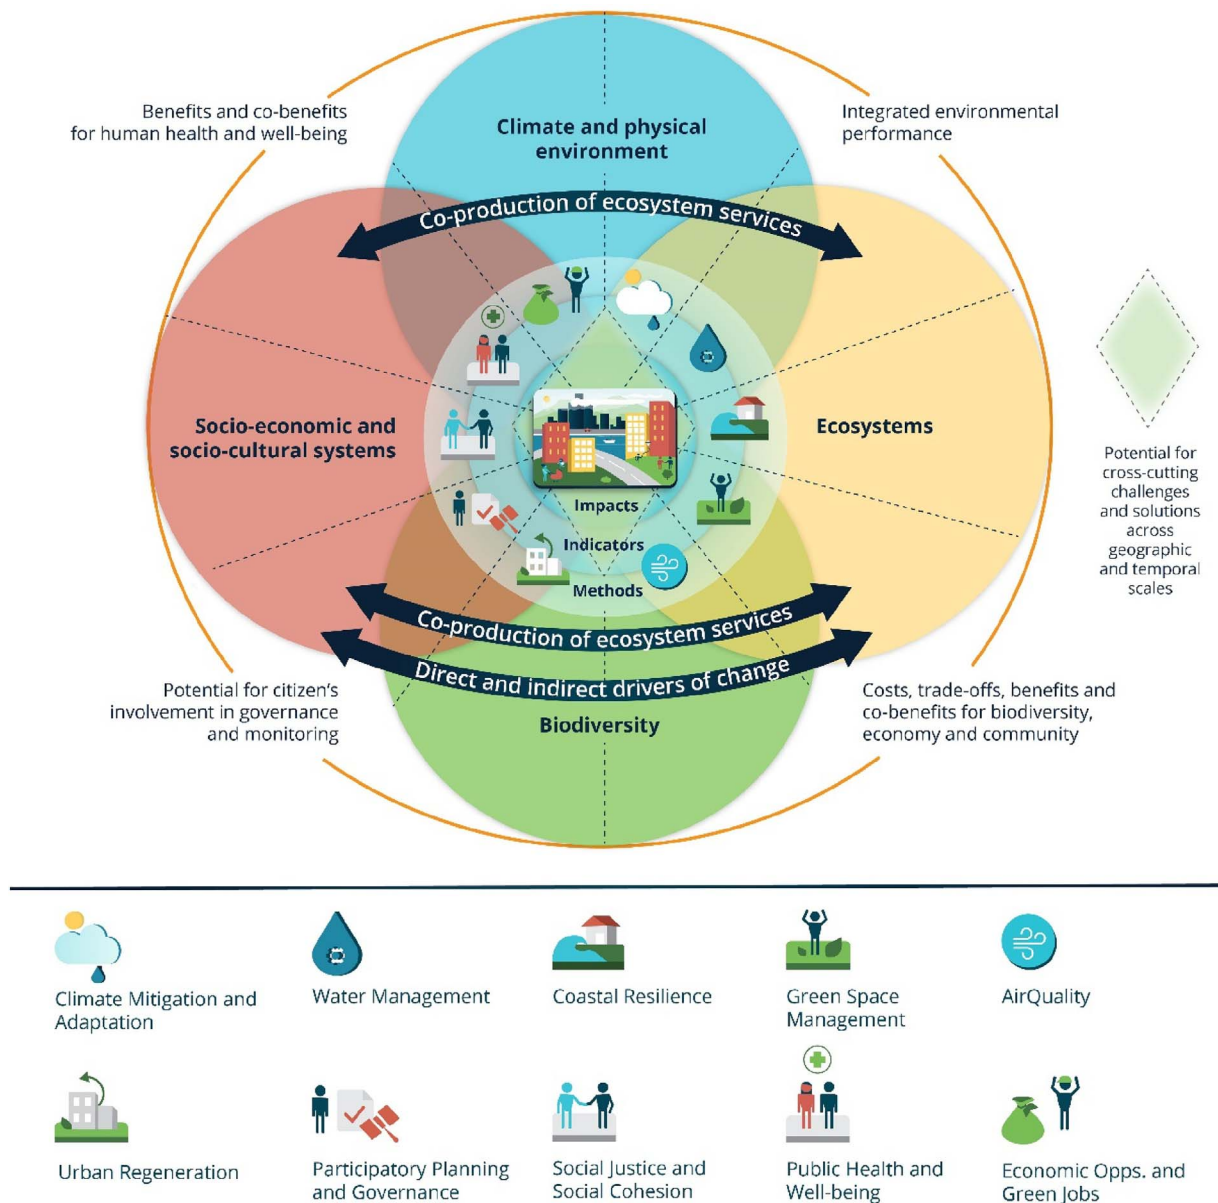 Benefits and co-benefits
for human health and well-being
Climate and physical
environment
Integrated environmental
performance
Co-production of ecosystem services
Socio-economic and
socio-cultural systems
Ecosystems
Impacts
Indicators
Methods
Potential for
cross-cutting
challenges
and solutions
across
geographic
and temporal
scales
Co-production of ecosystem services
Direct and indirect drivers of change
Biodiversity
Potential for citizen's
involvement in governance
and monitoring
Costs, trade-offs, benefits and
co-benefits for biodiversity,
economy and community
Climate Mitigation and
Adaptation
Water Management
Coastal Resilience
Green Space
Management
AirQuality
Urban Regeneration
Participatory Planning
and Governance
Social Justice and
Social Cohesion
Public Health and
Well-being
Economic Opps. and
Green Jobs